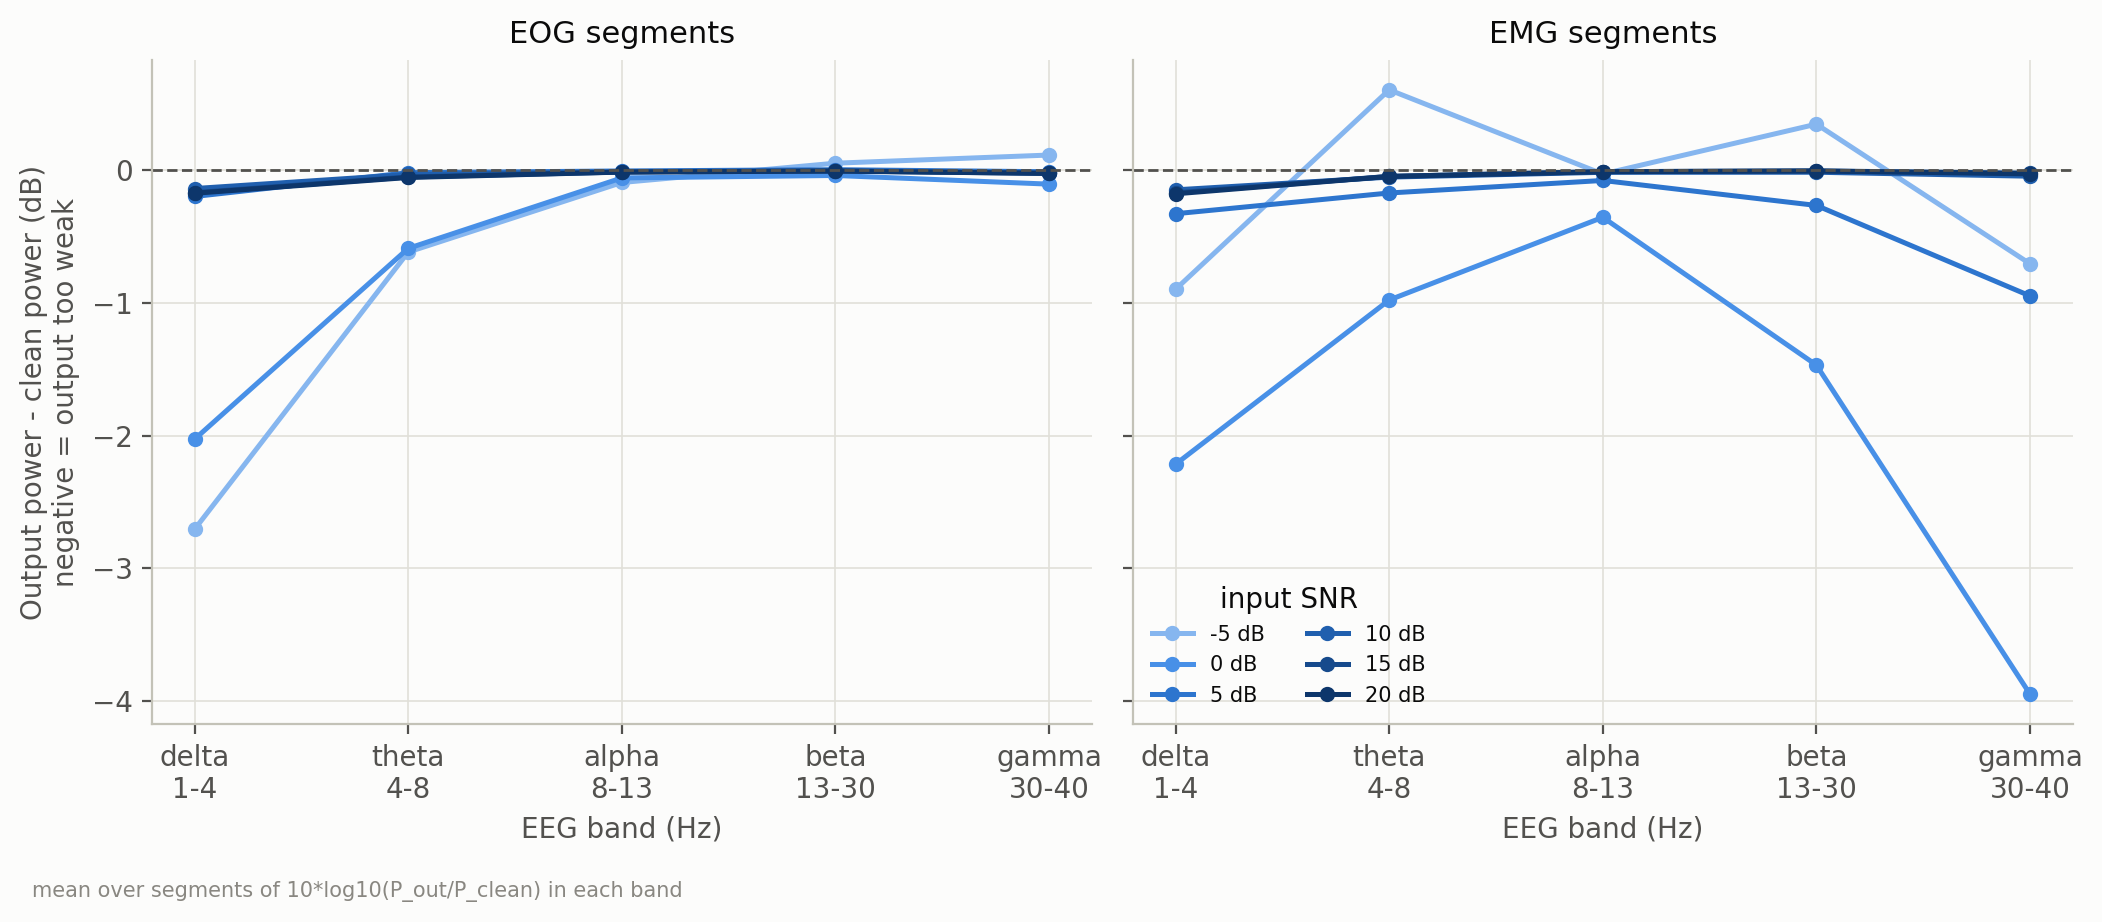 EOG segments
EMG segments
Output power - clean power (dB)
negative = output too weak
0
−1
−2
−3
−4
input SNR
-5 dB
0 dB
5 dB
10 dB
15 dB
20 dB
delta
1-4
theta
4-8
alpha
8-13
beta
13-30
gamma
30-40
EEG band (Hz)
delta
1-4
theta
4-8
alpha
8-13
beta
13-30
gamma
30-40
EEG band (Hz)
mean over segments of 10*log10(P_out/P_clean) in each band